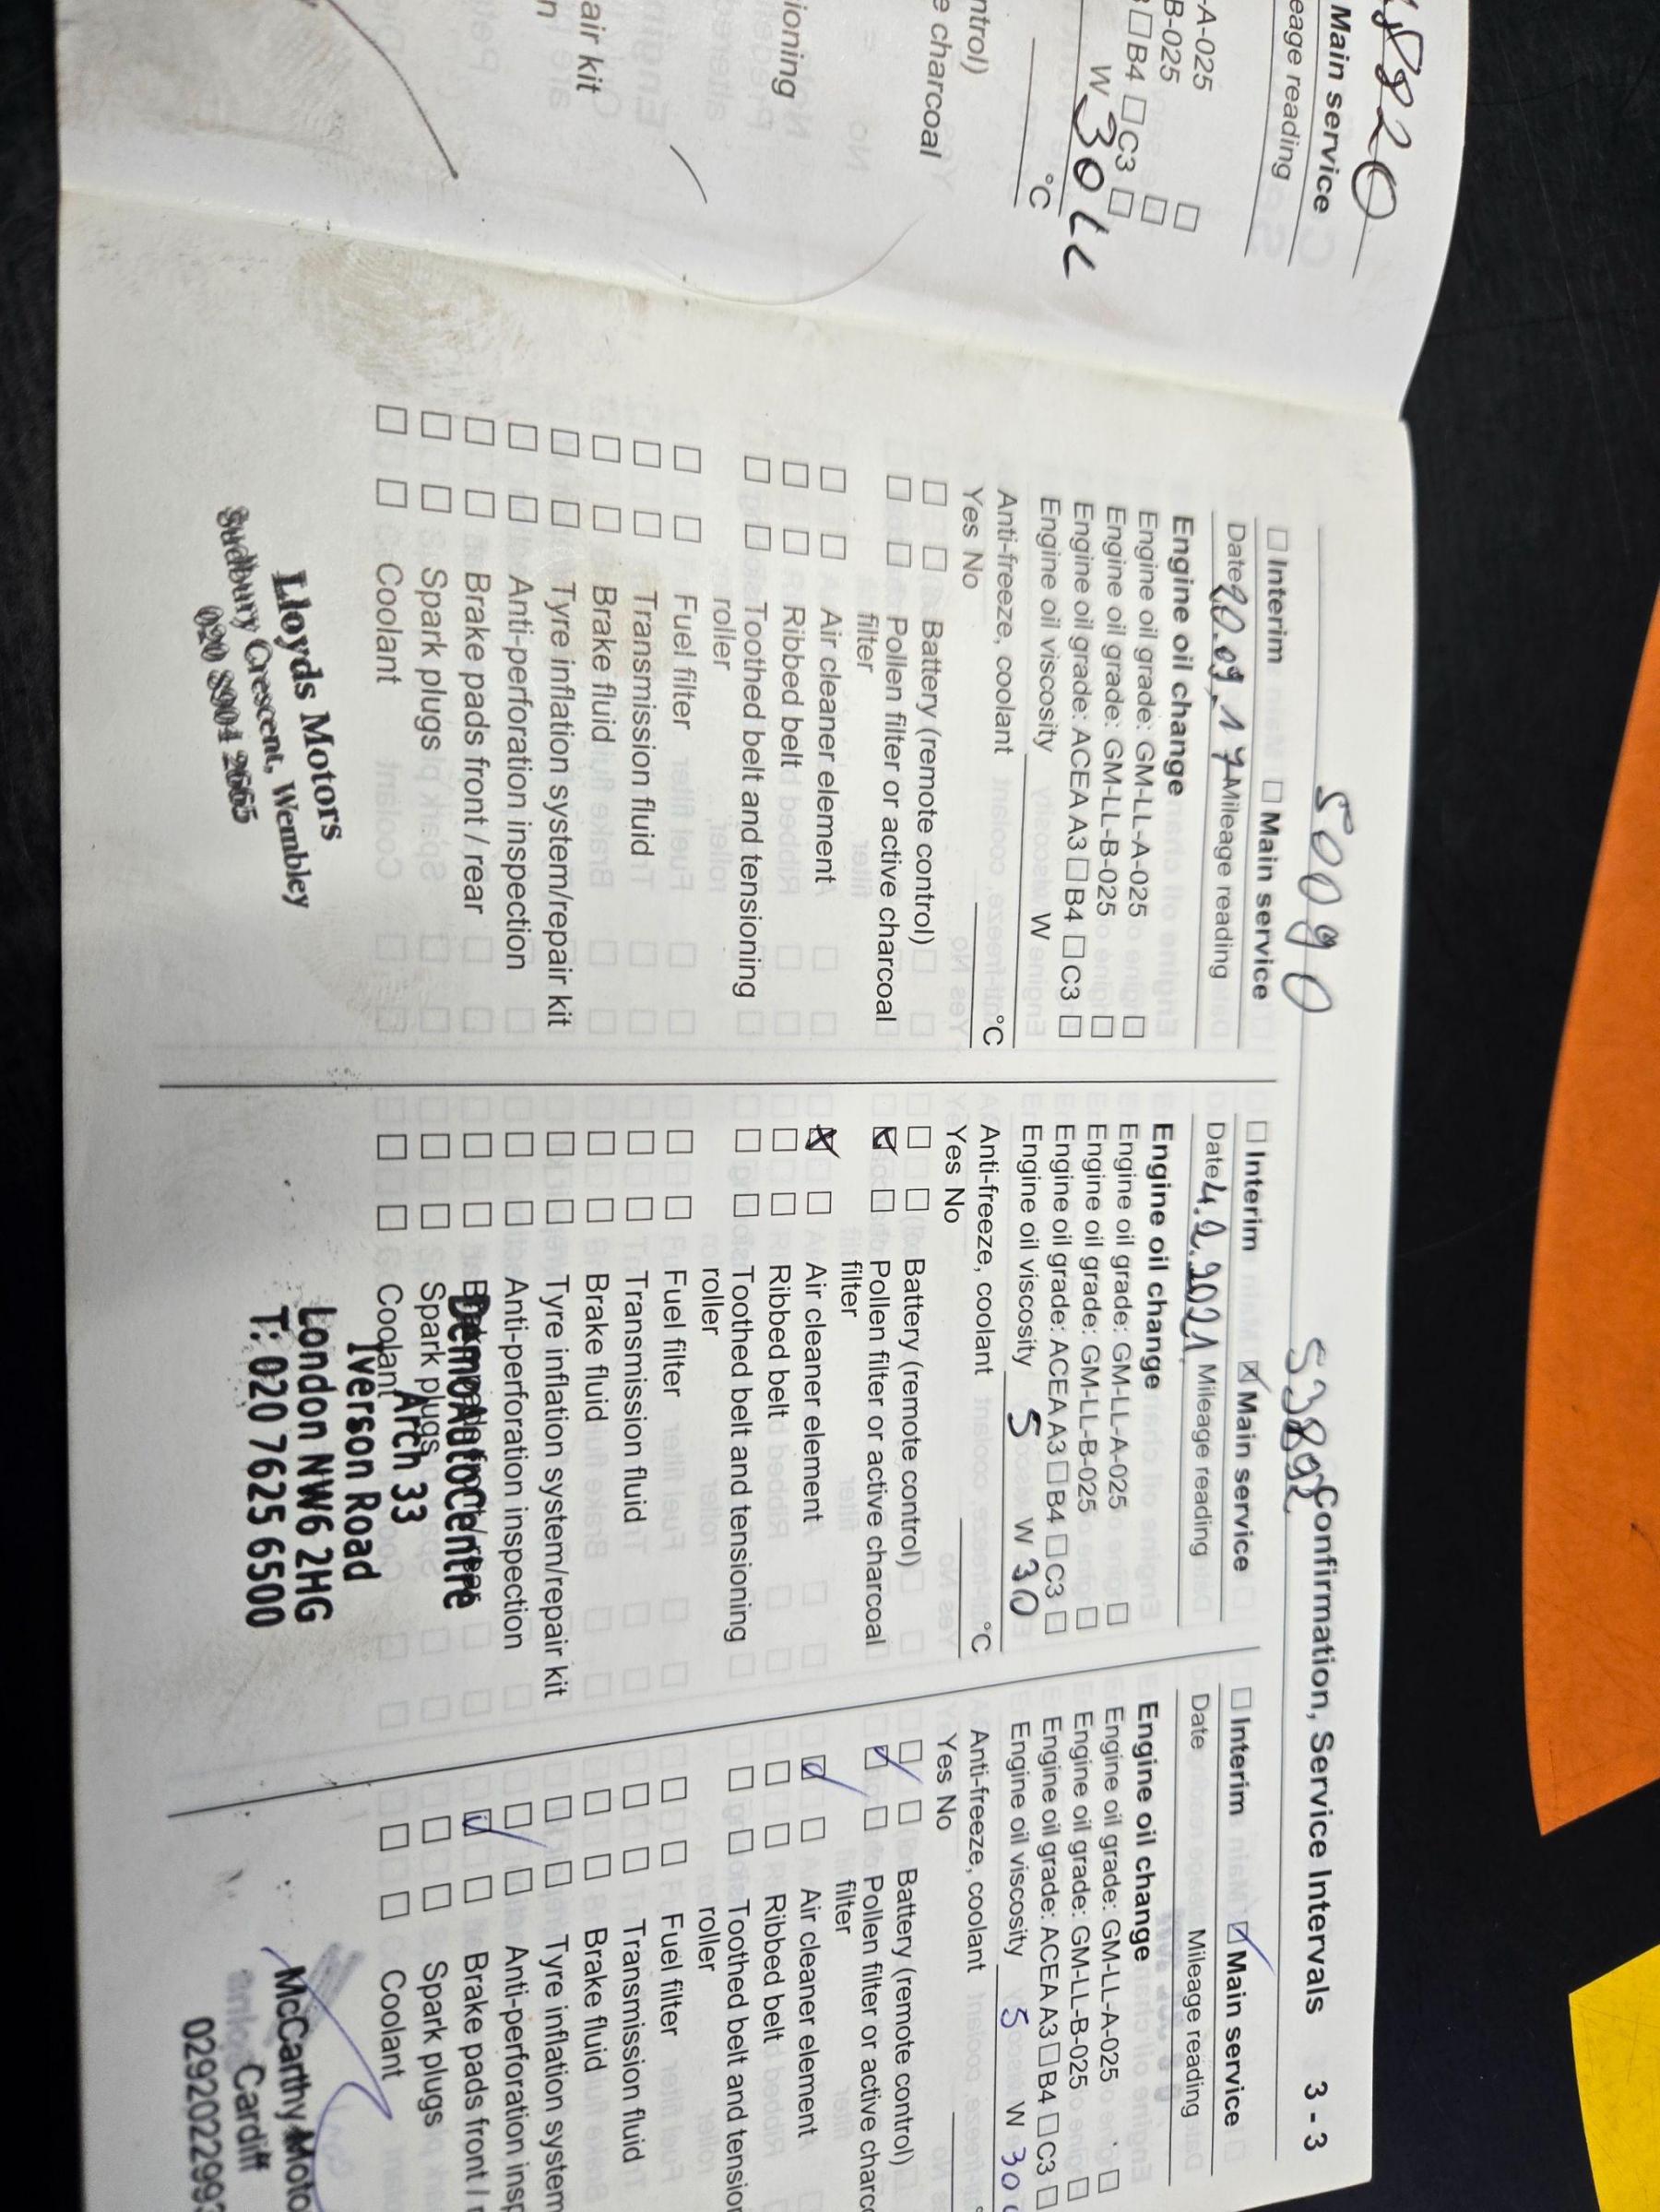 8820
Main service
eage reading
-A-025
B-025
B4 C3
W 30 LL
°C
ntrol)
e charcoal
ioning
air kit
n
Confirmation, Service Intervals 3 - 3
50090
Interim Main service
Date 20.09.17 Mileage reading
Engine oil change
Engine oil grade: GM-LL-A-025
Engine oil grade: GM-LL-B-025
Engine oil grade: ACEA A3 B4 C3
Engine oil viscosity W
Anti-freeze, coolant °C
Yes No
Battery (remote control)
Pollen filter or active charcoal
filter
Air cleaner element
Ribbed belt
Toothed belt and tensioning
roller
Fuel filter
Transmission fluid
Brake fluid
Tyre inflation system/repair kit
Anti-perforation inspection
Brake pads front / rear
Spark plugs
Coolant
Lloyds Motors
Sudbury Crescent, Wembley
020 8904 2665
53892
Interim Main service
Date 4.2.2021 Mileage reading
Engine oil change
Engine oil grade: GM-LL-A-025
Engine oil grade: GM-LL-B-025
Engine oil grade: ACEA A3 B4 C3
Engine oil viscosity 5 W 30
Anti-freeze, coolant °C
Yes No
Battery (remote control)
Pollen filter or active charcoal
filter
Air cleaner element
Ribbed belt
Toothed belt and tensioning
roller
Fuel filter
Transmission fluid
Brake fluid
Tyre inflation system/repair kit
Anti-perforation inspection
Spark plugs
Coolant
DemoAutoCentre
Arch 33
Iverson Road
London NW6 2HG
T: 020 7625 6500
Interim Main service
Date Mileage reading
Engine oil change
Engine oil grade: GM-LL-A-025
Engine oil grade: GM-LL-B-025
Engine oil grade: ACEA A3 B4 C3
Engine oil viscosity 5 W 30
Anti-freeze, coolant
Yes No
Battery (remote control)
Pollen filter or active charc
filter
Air cleaner element
Ribbed belt
Toothed belt and tension
roller
Fuel filter
Transmission fluid
Brake fluid
Tyre inflation system
Anti-perforation insp
Brake pads front /
Spark plugs
Coolant
McCarthy Moto
Cardiff
0292022993